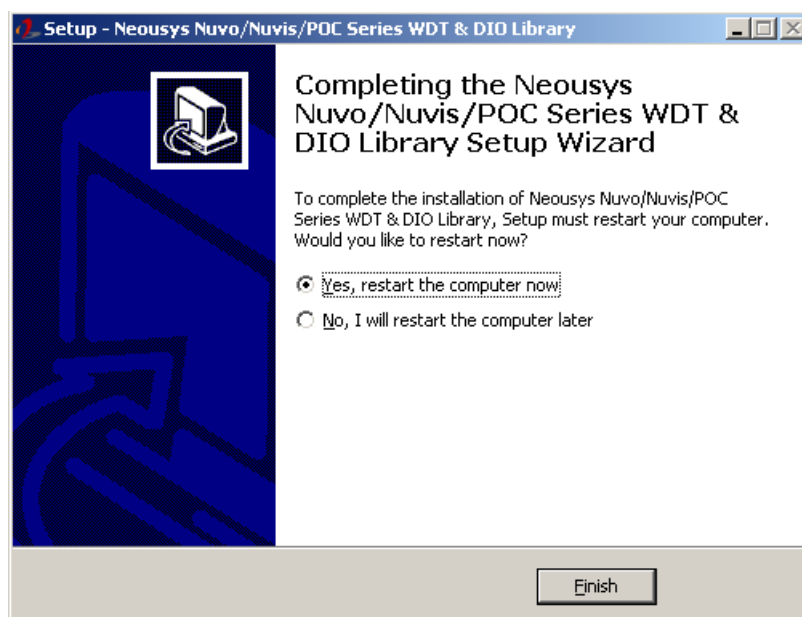 Setup - Neousys Nuvo/Nuvis/POC Series WDT & DIO Library
Completing the Neousys
Nuvo/Nuvis/POC Series WDT &
DIO Library Setup Wizard
To complete the installation of Neousys Nuvo/Nuvis/POC
Series WDT & DIO Library, Setup must restart your computer.
Would you like to restart now?
Yes, restart the computer now
No, I will restart the computer later
Finish